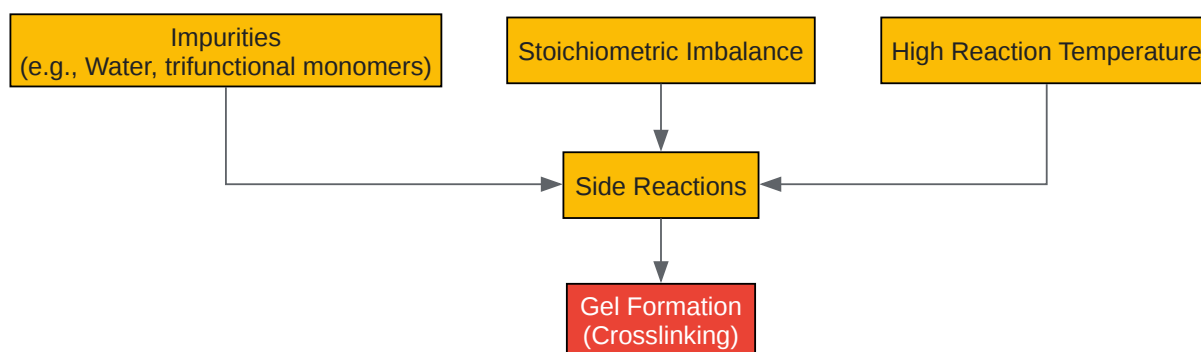 Impurities
(e.g., Water, trifunctional monomers)
Stoichiometric Imbalance
High Reaction Temperature
Side Reactions
Gel Formation
(Crosslinking)